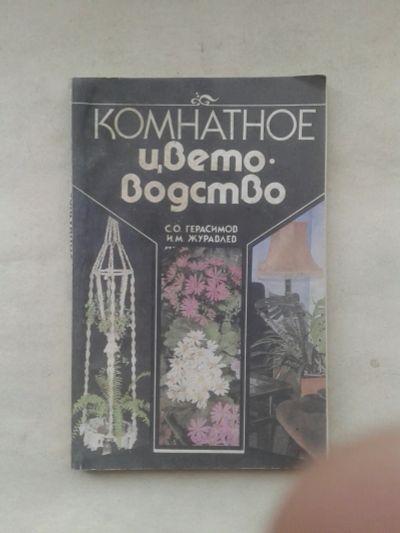 КОМНАТНОЕ
цвето-
водство
С.О. ГЕРАСИМОВ
И.М. ЖУРАВЛЕВ